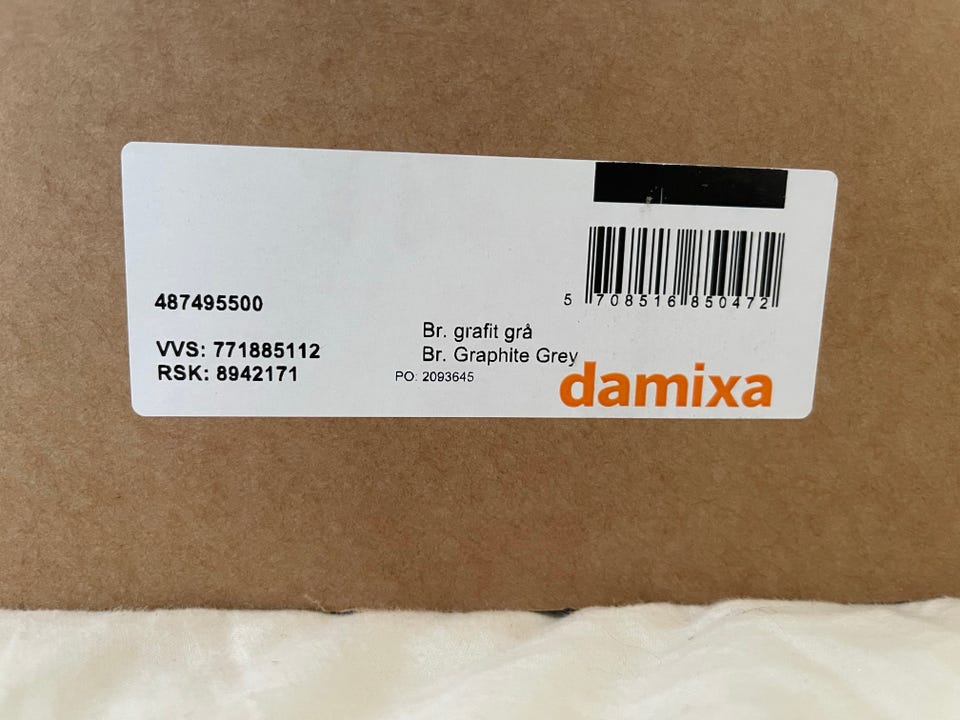 5 708516 850472
487495500
VVS: 771885112
RSK: 8942171
Br. grafit grå
Br. Graphite Grey
PO: 2093645
damixa